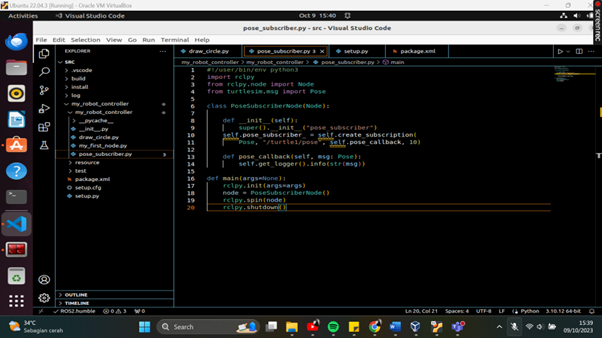 Ubuntu 22.04.3 [Running] - Oracle VM VirtualBox
Activities
Visual Studio Code
Oct 9 15:40
pose_subscriber.py - src - Visual Studio Code
File Edit Selection View Go Run Terminal Help
EXPLORER
SRC
.vscode
build
install
log
my_robot_controller
my_robot_controller
__pycache__
__init__.py
draw_circle.py
my_first_node.py
pose_subscriber.py 3
resource
test
package.xml
setup.cfg
setup.py
OUTLINE
TIMELINE
draw_circle.py
pose_subscriber.py 3
setup.py
package.xml
my_robot_controller > my_robot_controller > pose_subscriber.py > main
1 #!/user/bin/env python3
2 import rclpy
3 from rclpy.node import Node
4 from turtlesim.msg import Pose
5
6 class PoseSubscriberNode(Node):
7
8 def __init__(self):
9 super().__init__("pose_subscriber")
10 self.pose_subscriber_ = self.create_subscription(
11 Pose, "/turtle1/pose", self.pose_callback, 10)
12
13 def pose_callback(self, msg: Pose):
14 self.get_logger().info(str(msg))
15
16 def main(args=None):
17 rclpy.init(args=args)
18 node = PoseSubscriberNode()
19 rclpy.spin(node)
20 rclpy.shutdown()
ROS2.humble 0 3 0
Ln 20, Col 21 Spaces: 4 UTF-8 LF Python 3.10.12 64-bit
34°C
Sebagian cerah
Search
15:39
09/10/2023
screenrec